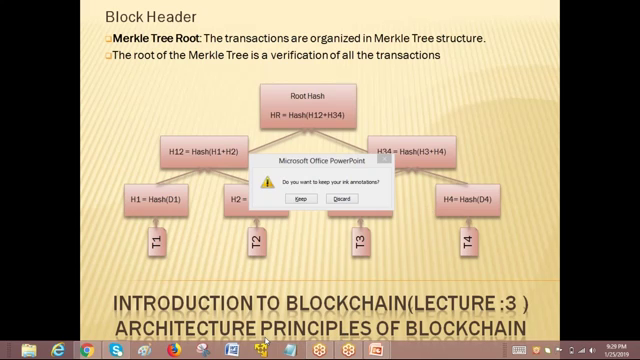 Block Header
Merkle Tree Root: The transactions are organized in Merkle Tree structure.
The root of the Merkle Tree is a verification of all the transactions
Root Hash
HR = Hash(H12+H34)
H12 = Hash(H1+H2)
H34 = Hash(H3+H4)
Microsoft Office PowerPoint
Do you want to keep your ink annotations?
Keep
Discard
H1 = Hash(D1)
H2 =
H4= Hash(D4)
T1
T2
T3
T4
INTRODUCTION TO BLOCKCHAIN(LECTURE :3 )
ARCHITECTURE PRINCIPLES OF BLOCKCHAIN
9:29 PM
1/25/2019